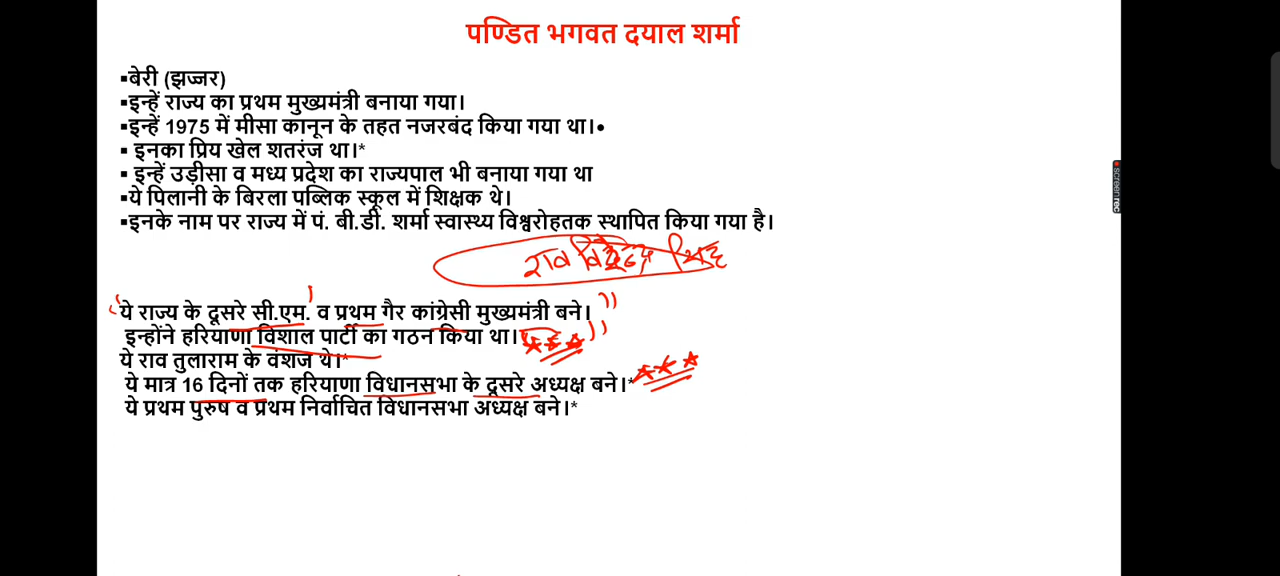 पण्डित भगवत दयाल शर्मा
▪बेरी (झज्जर)
▪इन्हें राज्य का प्रथम मुख्यमंत्री बनाया गया।
▪इन्हें 1975 में मीसा कानून के तहत नजरबंद किया गया था।•
▪ इनका प्रिय खेल शतरंज था।*
▪ इन्हें उड़ीसा व मध्य प्रदेश का राज्यपाल भी बनाया गया था
▪ये पिलानी के बिरला पब्लिक स्कूल में शिक्षक थे।
▪इनके नाम पर राज्य में पं. बी.डी. शर्मा स्वास्थ्य विश्वरोहतक स्थापित किया गया है।
राव
ये राज्य के दूसरे सी.एम. व प्रथम गैर कांग्रेसी मुख्यमंत्री बने।
इन्होंने हरियाणा विशाल पार्टी का गठन किया था।
ये राव तुलाराम के वंशज थे।*
ये मात्र 16 दिनों तक हरियाणा विधानसभा के दूसरे अध्यक्ष बने।*
ये प्रथम पुरुष व प्रथम निर्वाचित विधानसभा अध्यक्ष बने।*
screenrec